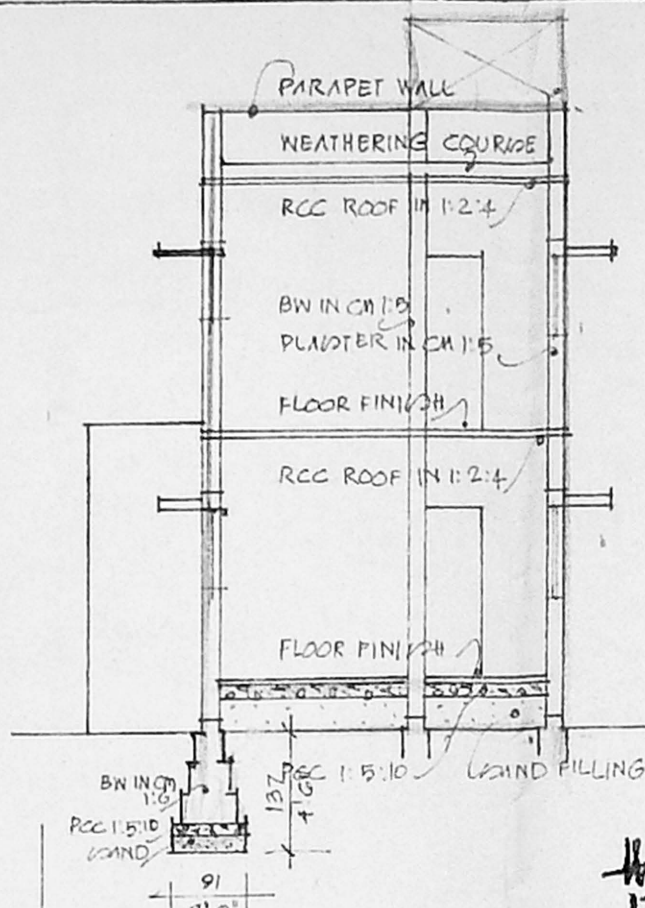 PARAPET WALL
WEATHERING COURSE
RCC ROOF IN 1:2:4
BW IN CM 1:5
PLASTER IN CM 1:5
FLOOR FINISH
RCC ROOF IN 1:2:4
FLOOR FINISH
PCC 1:5:10
SAND FILLING
BW IN CM
1:6
137
4'6"
PCC 1:5:10
SAND
91